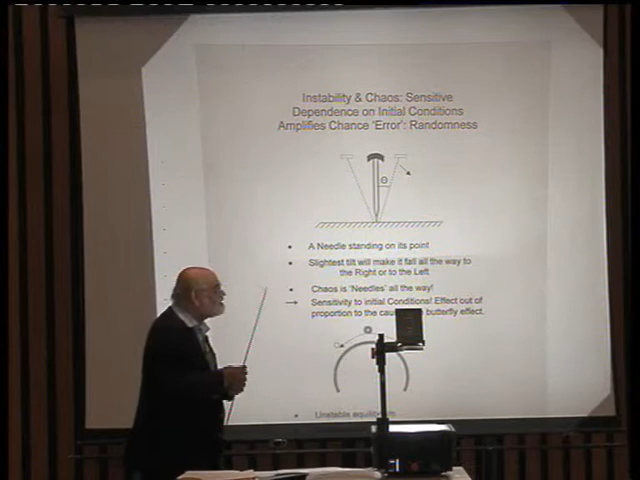 Instability & Chaos: Sensitive
Dependence on Initial Conditions
Amplifies Chance 'Error': Randomness
Θ
• A Needle standing on its point
• Slightest tilt will make it fall all the way to
the Right or to the Left
• Chaos is 'Needles' all the way!
→ Sensitivity to initial Conditions! Effect out of
proportion to the butterfly effect.
• Unstable